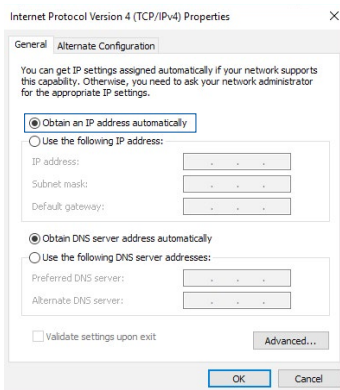 Internet Protocol Version 4 (TCP/IPv4) Properties
General
Alternate Configuration
You can get IP settings assigned automatically if your network supports
this capability. Otherwise, you need to ask your network administrator
for the appropriate IP settings.
Obtain an IP address automatically
Use the following IP address:
IP address:
Subnet mask:
Default gateway:
Obtain DNS server address automatically
Use the following DNS server addresses:
Preferred DNS server:
Alternate DNS server:
Validate settings upon exit
Advanced...
OK
Cancel